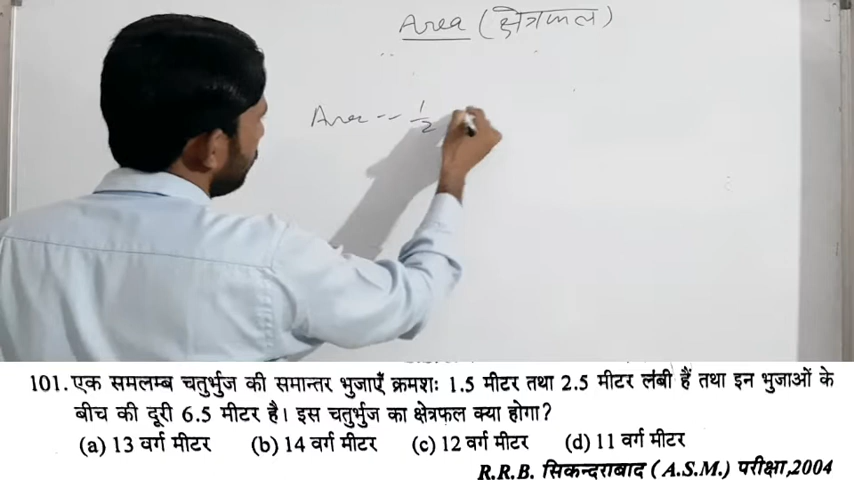 Area (क्षेत्रफल)
Area = 1/2
101. एक समलम्ब चतुर्भुज की समान्तर भुजाएँ क्रमशः 1.5 मीटर तथा 2.5 मीटर लंबी हैं तथा इन भुजाओं के
बीच की दूरी 6.5 मीटर है। इस चतुर्भुज का क्षेत्रफल क्या होगा?
(a) 13 वर्ग मीटर (b) 14 वर्ग मीटर (c) 12 वर्ग मीटर (d) 11 वर्ग मीटर
R.R.B. सिकन्दराबाद (A.S.M.) परीक्षा,2004